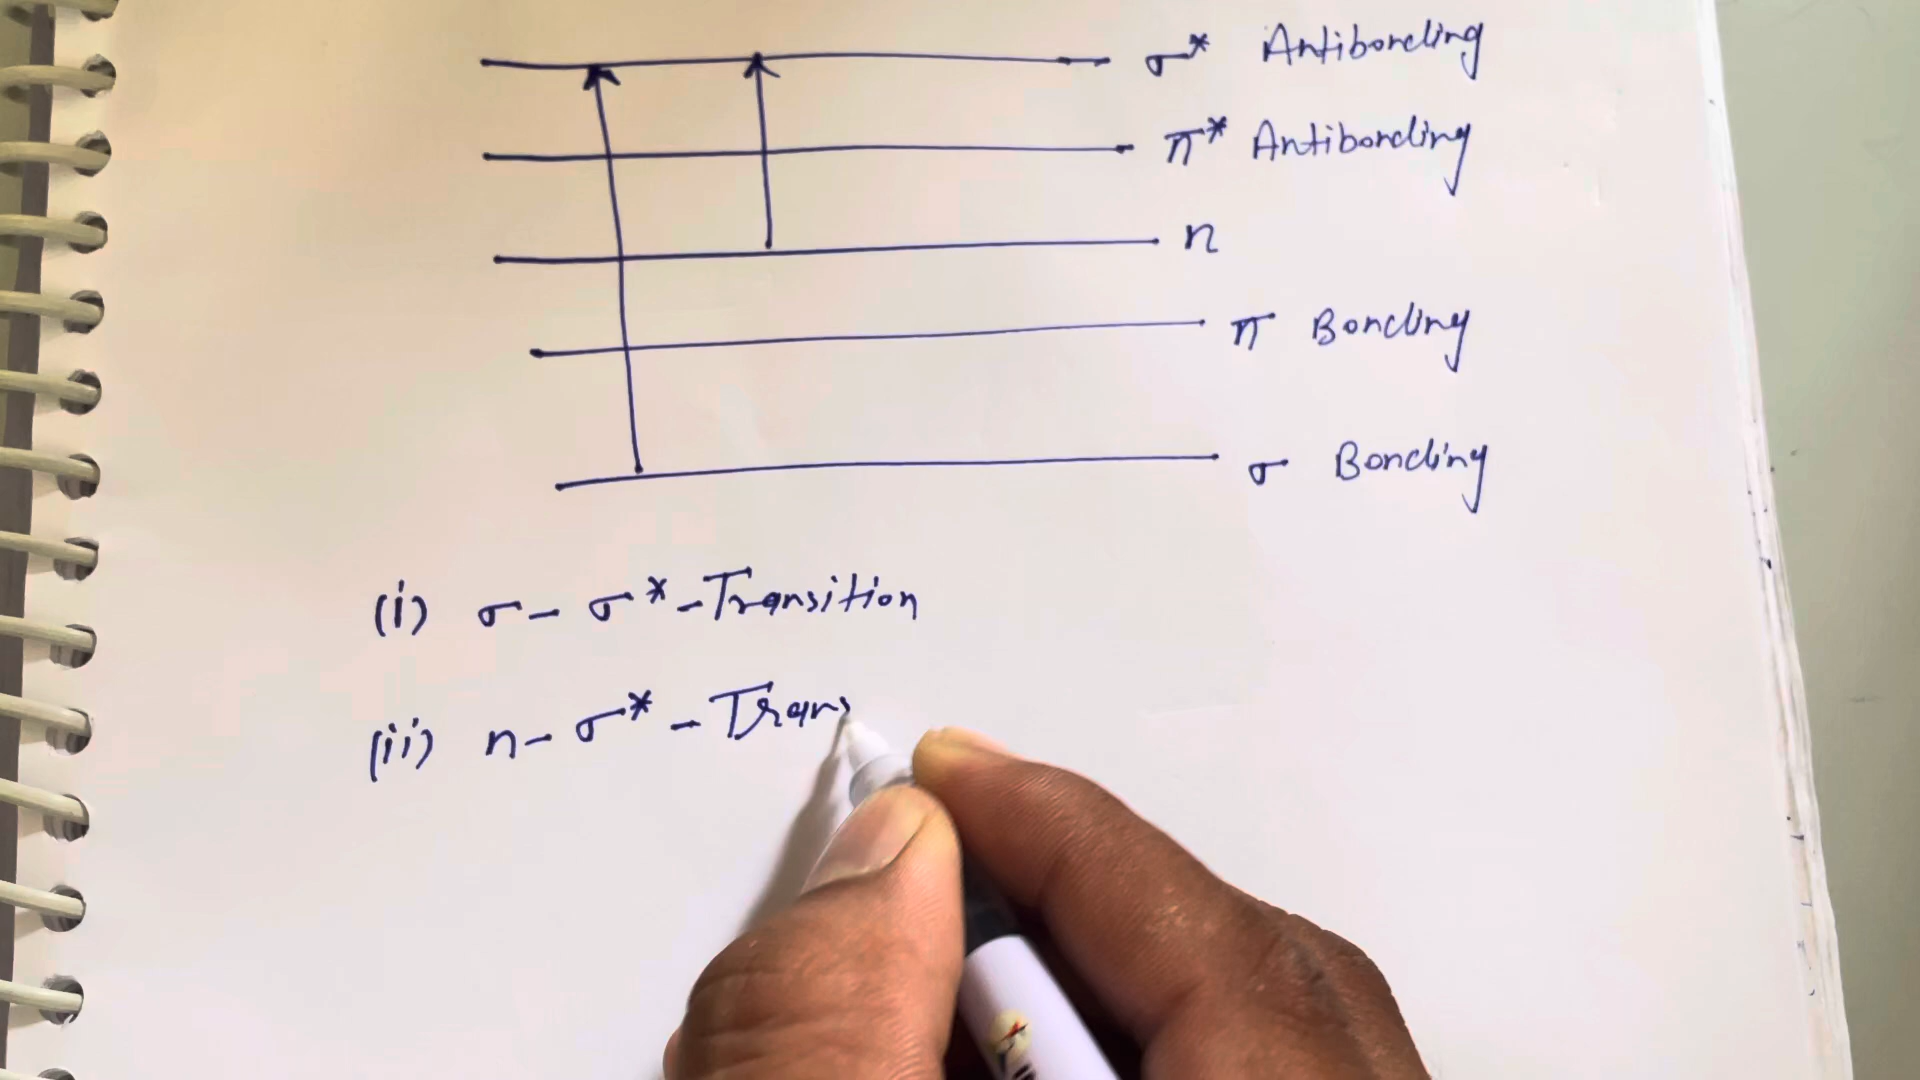 σ* Antibonding
π* Antibonding
n
π Bonding
σ Bonding
(i) σ - σ* - Transition
(ii) n - σ* - Trans